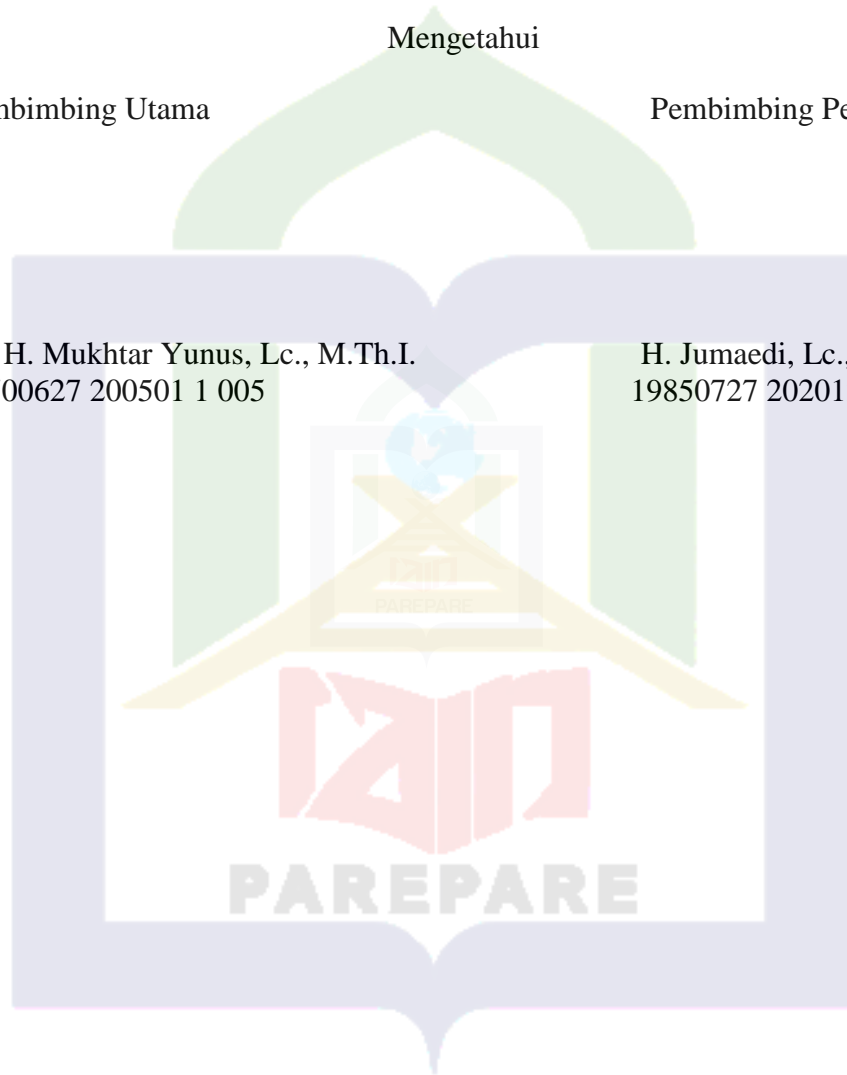 Mengetahui
mbimbing Utama Pembimbing Pe
H. Mukhtar Yunus, Lc., M.Th.I. H. Jumaedi, Lc.,
00627 200501 1 005 19850727 20201
PAREPARE
iain
PAREPARE